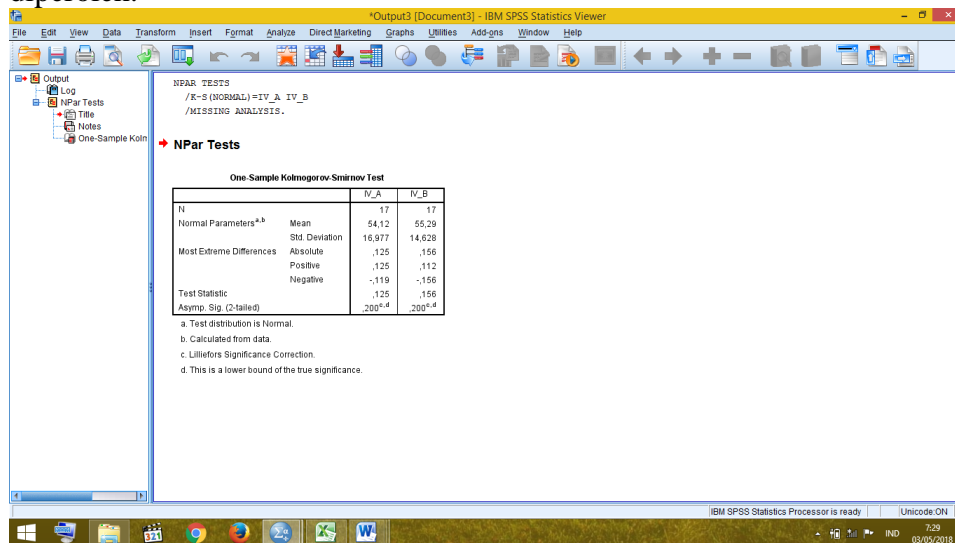 diperoleh.
*Output3 [Document3] - IBM SPSS Statistics Viewer
File Edit View Data Transform Insert Format Analyze Direct Marketing Graphs Utilities Add-ons Window Help
Output
Log
NPar Tests
Title
Notes
One-Sample Kolm
NPAR TESTS
/K-S(NORMAL)=IV_A IV_B
/MISSING ANALYSIS.
NPar Tests
One-Sample Kolmogorov-Smirnov Test
IV_A IV_B
N 17 17
Normal Parameters a,b Mean 54,12 55,29
Std. Deviation 16,977 14,628
Most Extreme Differences Absolute ,125 ,156
Positive ,125 ,112
Negative -,119 -,156
Test Statistic ,125 ,156
Asymp. Sig. (2-tailed) ,200 c,d ,200 c,d
a. Test distribution is Normal.
b. Calculated from data.
c. Lilliefors Significance Correction.
d. This is a lower bound of the true significance.
IBM SPSS Statistics Processor is ready Unicode:ON
321
IND 7:29
03/05/2018